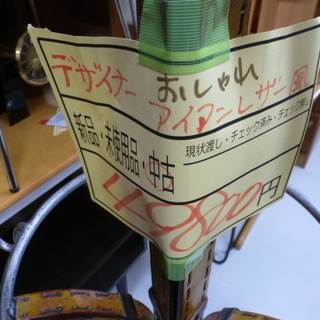 デザイナー おしゃれ
アイアンレザー風
新品・未使用品・中古
現状渡し・チェック済み・チェック無し
9800円